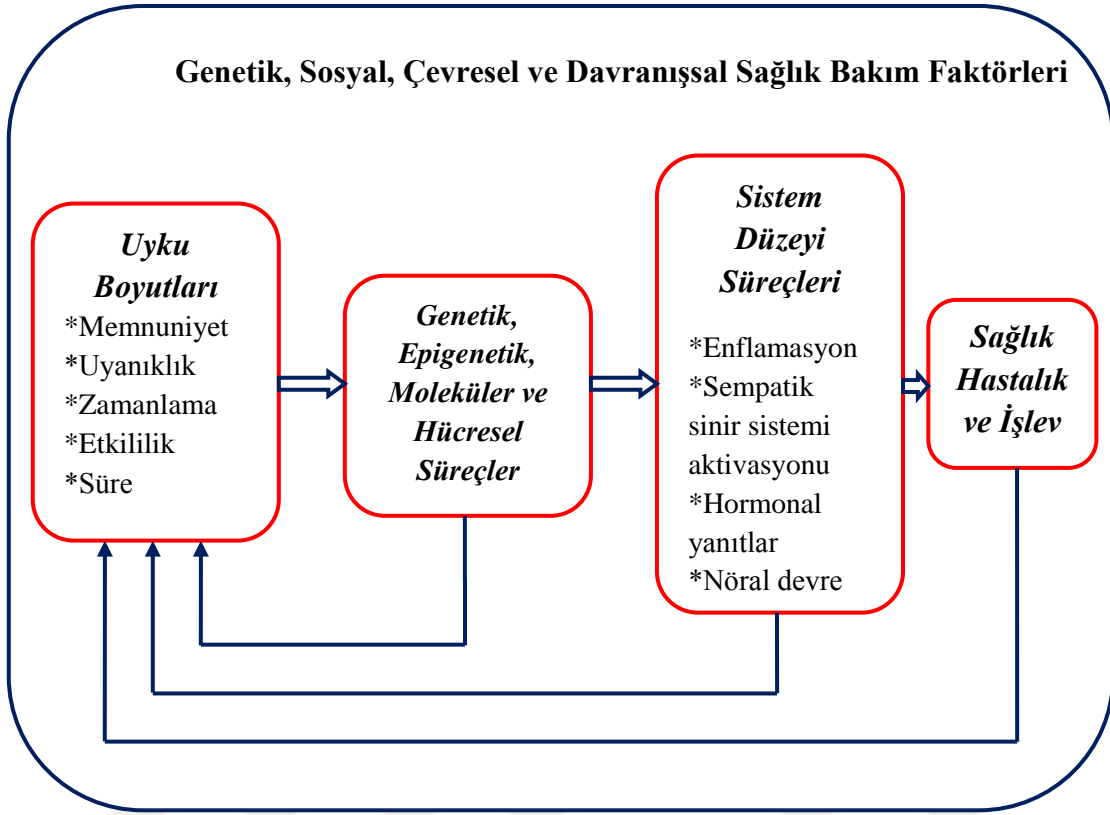 Genetik, Sosyal, Çevresel ve Davranışsal Sağlık Bakım Faktörleri
Uyku
Boyutları
*Memnuniyet
*Uyanıklık
*Zamanlama
*Etkililik
*Süre
Genetik,
Epigenetik,
Moleküler ve
Hücresel
Süreçler
Sistem
Düzeyi
Süreçleri
*Enflamasyon
*Sempatik
sinir sistemi
aktivasyonu
*Hormonal
yanıtlar
*Nöral devre
Sağlık
Hastalık
ve İşlev